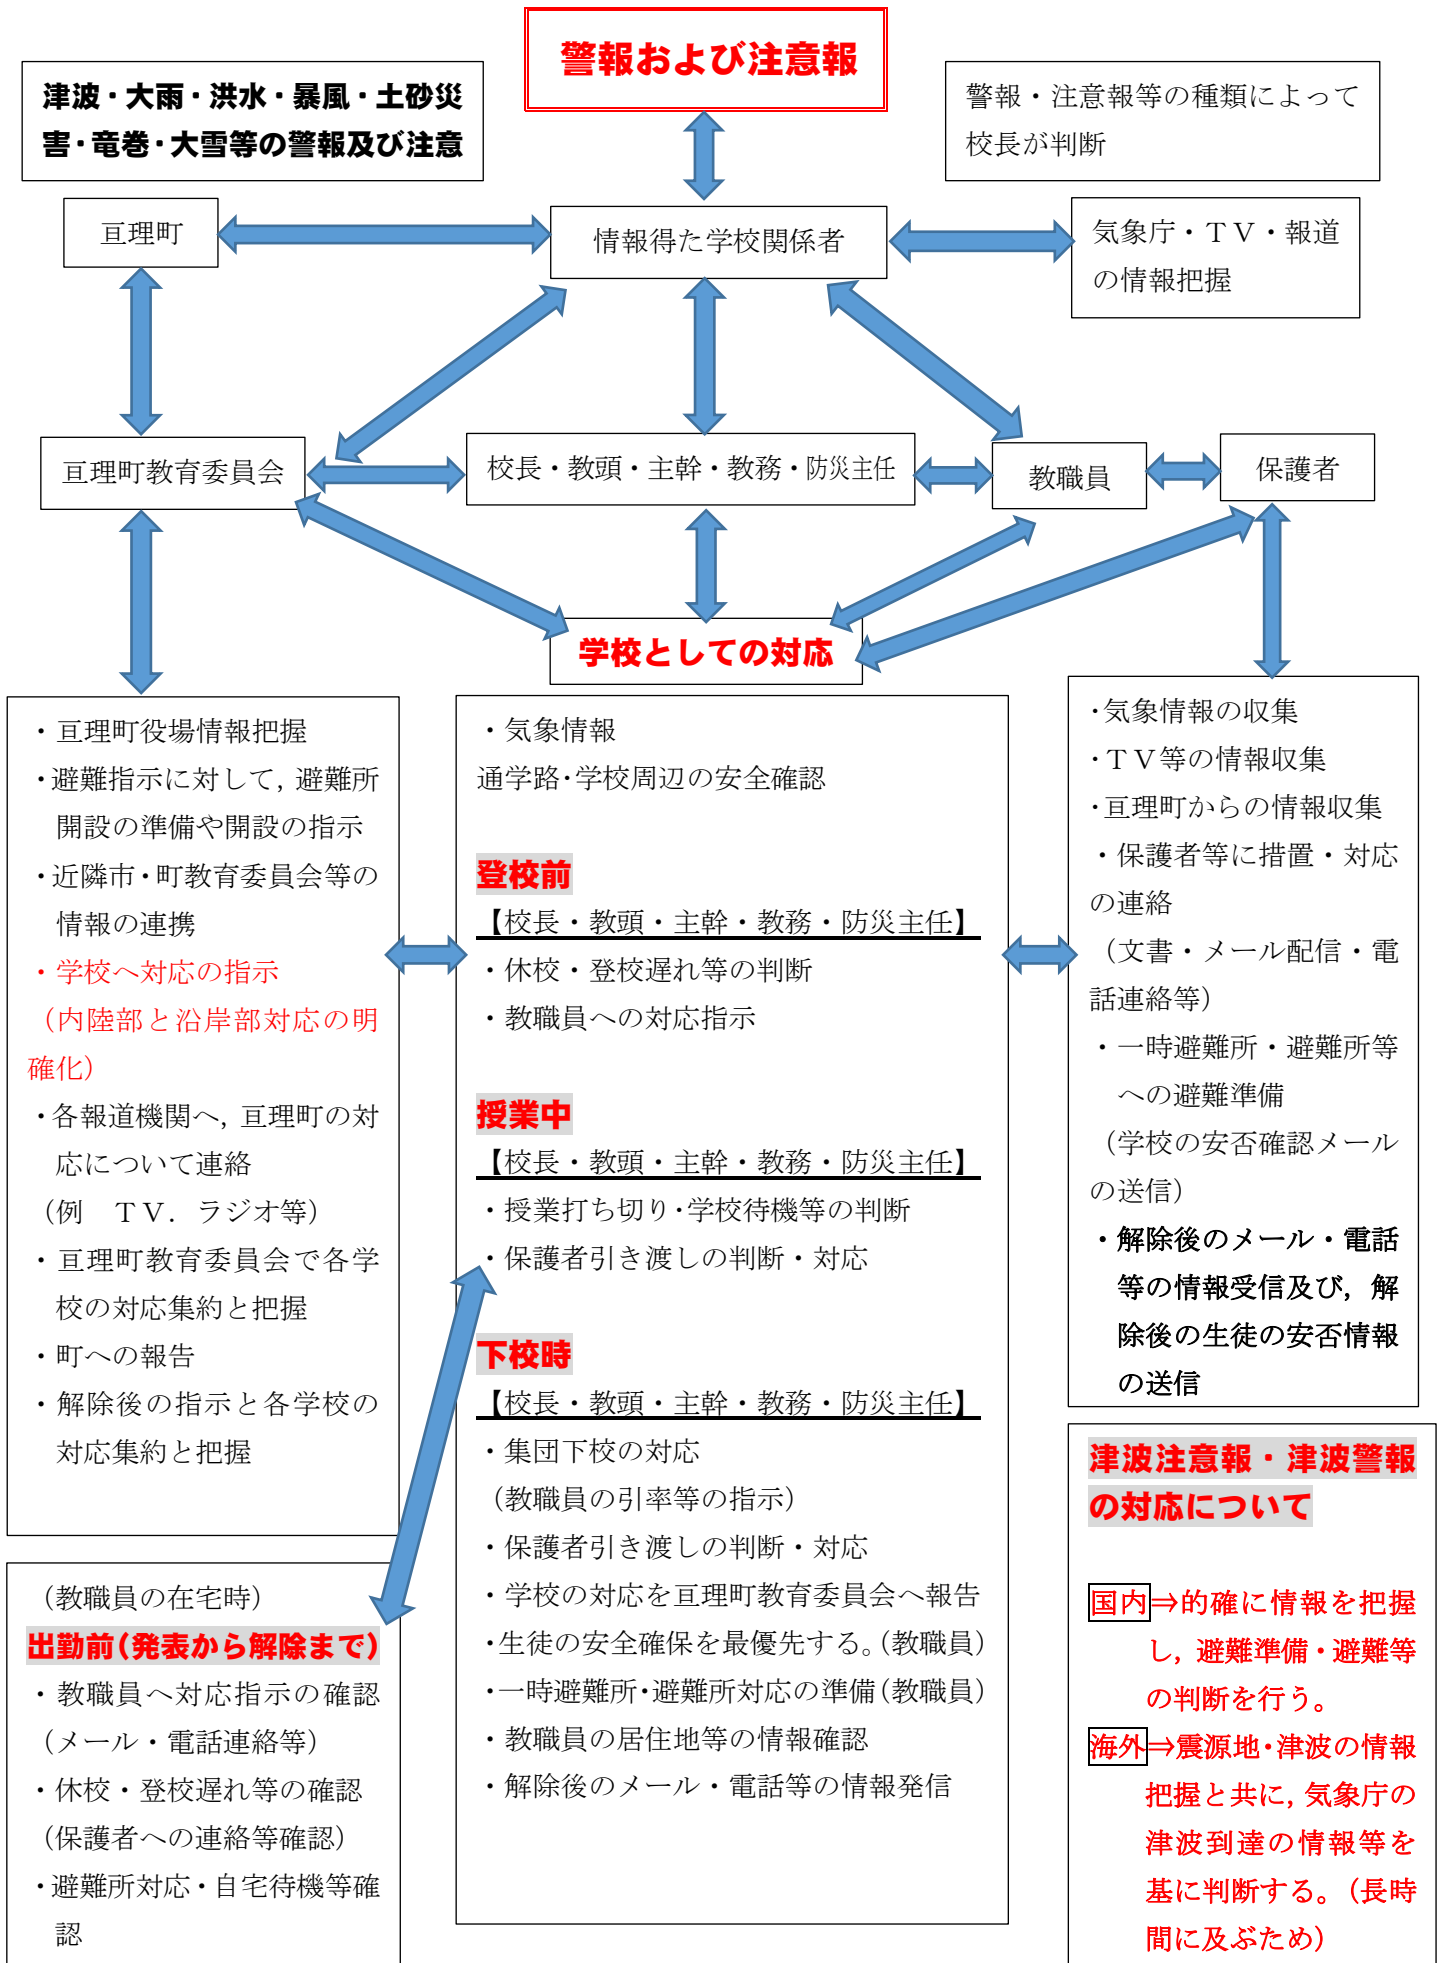 警報および注意報
津波・大雨・洪水・暴風・土砂災
害・竜巻・大雪等の警報及び注意
警報・注意報等の種類によって
校長が判断
亘理町
情報得た学校関係者
気象庁・ＴＶ・報道
の情報把握
亘理町教育委員会
校長・教頭・主幹・教務・防災主任
教職員
保護者
学校としての対応
・亘理町役場情報把握
・避難指示に対して，避難所
開設の準備や開設の指示
・近隣市・町教育委員会等の
情報の連携
・学校へ対応の指示
（内陸部と沿岸部対応の明
確化）
・各報道機関へ，亘理町の対
応について連絡
（例　ＴＶ．ラジオ等）
・亘理町教育委員会で各学
校の対応集約と把握
・町への報告
・解除後の指示と各学校の
対応集約と把握
（教職員の在宅時）
出勤前（発表から解除まで）
・教職員へ対応指示の確認
（メール・電話連絡等）
・休校・登校遅れ等の確認
（保護者への連絡等確認）
・避難所対応・自宅待機等確
認
・気象情報
通学路・学校周辺の安全確認
登校前
【校長・教頭・主幹・教務・防災主任】
・休校・登校遅れ等の判断
・教職員への対応指示
授業中
【校長・教頭・主幹・教務・防災主任】
・授業打ち切り・学校待機等の判断
・保護者引き渡しの判断・対応
下校時
【校長・教頭・主幹・教務・防災主任】
・集団下校の対応
（教職員の引率等の指示）
・保護者引き渡しの判断・対応
・学校の対応を亘理町教育委員会へ報告
・生徒の安全確保を最優先する。（教職員）
・一時避難所・避難所対応の準備（教職員）
・教職員の居住地等の情報確認
・解除後のメール・電話等の情報発信
・気象情報の収集
・ＴＶ等の情報収集
・亘理町からの情報収集
・保護者等に措置・対応
の連絡
（文書・メール配信・電
話連絡等）
・一時避難所・避難所等
への避難準備
（学校の安否確認メール
の送信）
・解除後のメール・電話
等の情報受信及び，解
除後の生徒の安否情報
の送信
津波注意報・津波警報
の対応について
国内⇒的確に情報を把握
し，避難準備・避難等
の判断を行う。
海外⇒震源地・津波の情報
把握と共に，気象庁の
津波到達の情報等を
基に判断する。（長時
間に及ぶため）